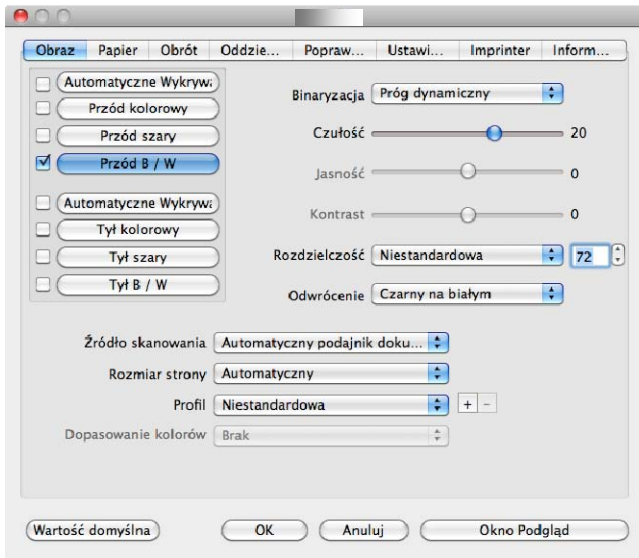 Obraz Papier Obrót Oddzie... Popraw... Ustawi... Imprinter Inform...
Automatyczne Wykrywa
Przód kolorowy
Przód szary
Przód B / W
Automatyczne Wykrywa
Tył kolorowy
Tył szary
Tył B / W
Binaryzacja Próg dynamiczny
Czułość 20
Jasność 0
Kontrast 0
Rozdzielczość Niestandardowa 72
Odwrócenie Czarny na białym
Źródło skanowania Automatyczny podajnik doku...
Rozmiar strony Automatyczny
Profil Niestandardowa + -
Dopasowanie kolorów Brak
Wartość domyślna OK Anuluj Okno Podgląd